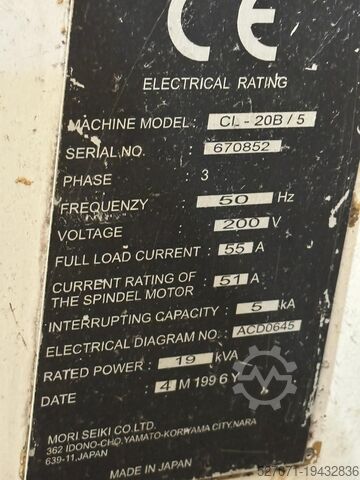 CE
ELECTRICAL RATING
MACHINE MODEL : CL - 20B / 5
SERIAL NO. 670852
PHASE : 3
FREQUENZY : 50 Hz
VOLTAGE : 200 V
FULL LOAD CURRENT : 55 A
CURRENT RATING OF
THE SPINDEL MOTOR : 51 A
INTERRUPTING CAPACITY : 5 kA
ELECTRICAL DIAGRAM NO. ACD0645
RATED POWER : 19 kVA
DATE : 4 M 199 6 Y
MORI SEIKI CO.LTD.
362 IDONO-CHO,YAMATO-KORIYAMA CITY,NARA
639-11,JAPAN
MADE IN JAPAN
527071-19432836